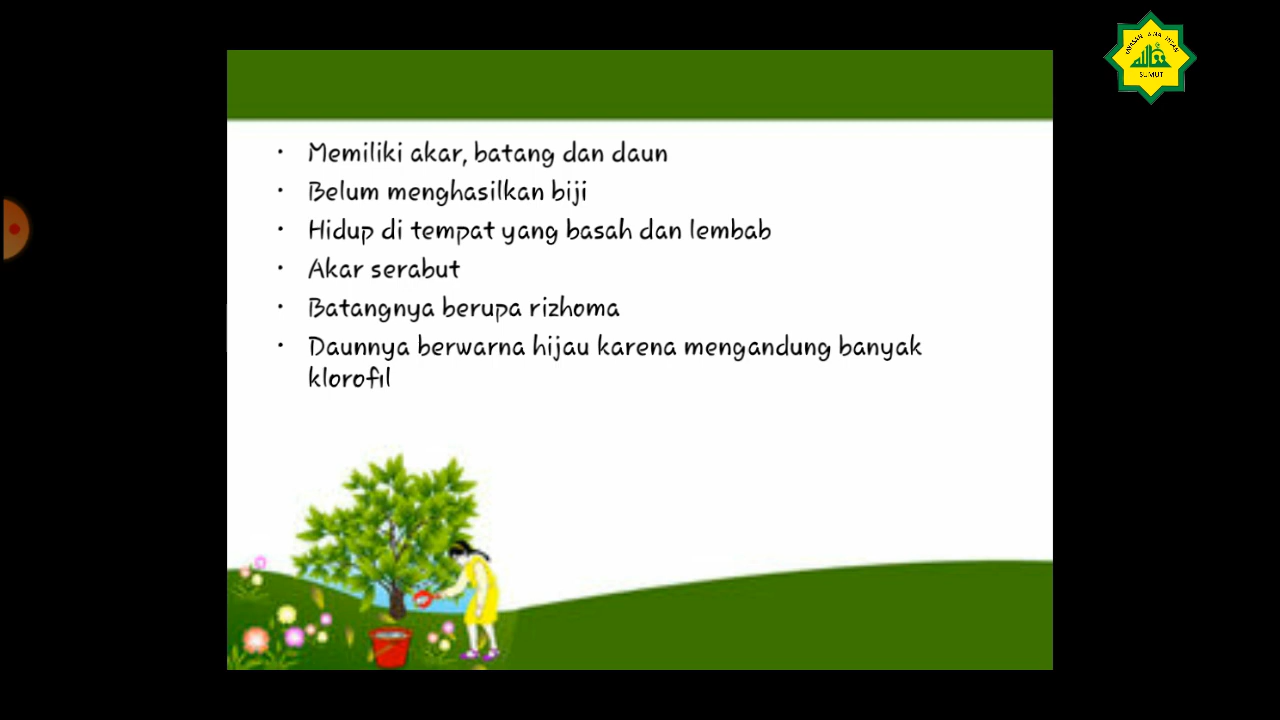 • Memiliki akar, batang dan daun
• Belum menghasilkan biji
• Hidup di tempat yang basah dan lembab
• Akar serabut
• Batangnya berupa rizhoma
• Daunnya berwarna hijau karena mengandung banyak
klorofil
SUMUT